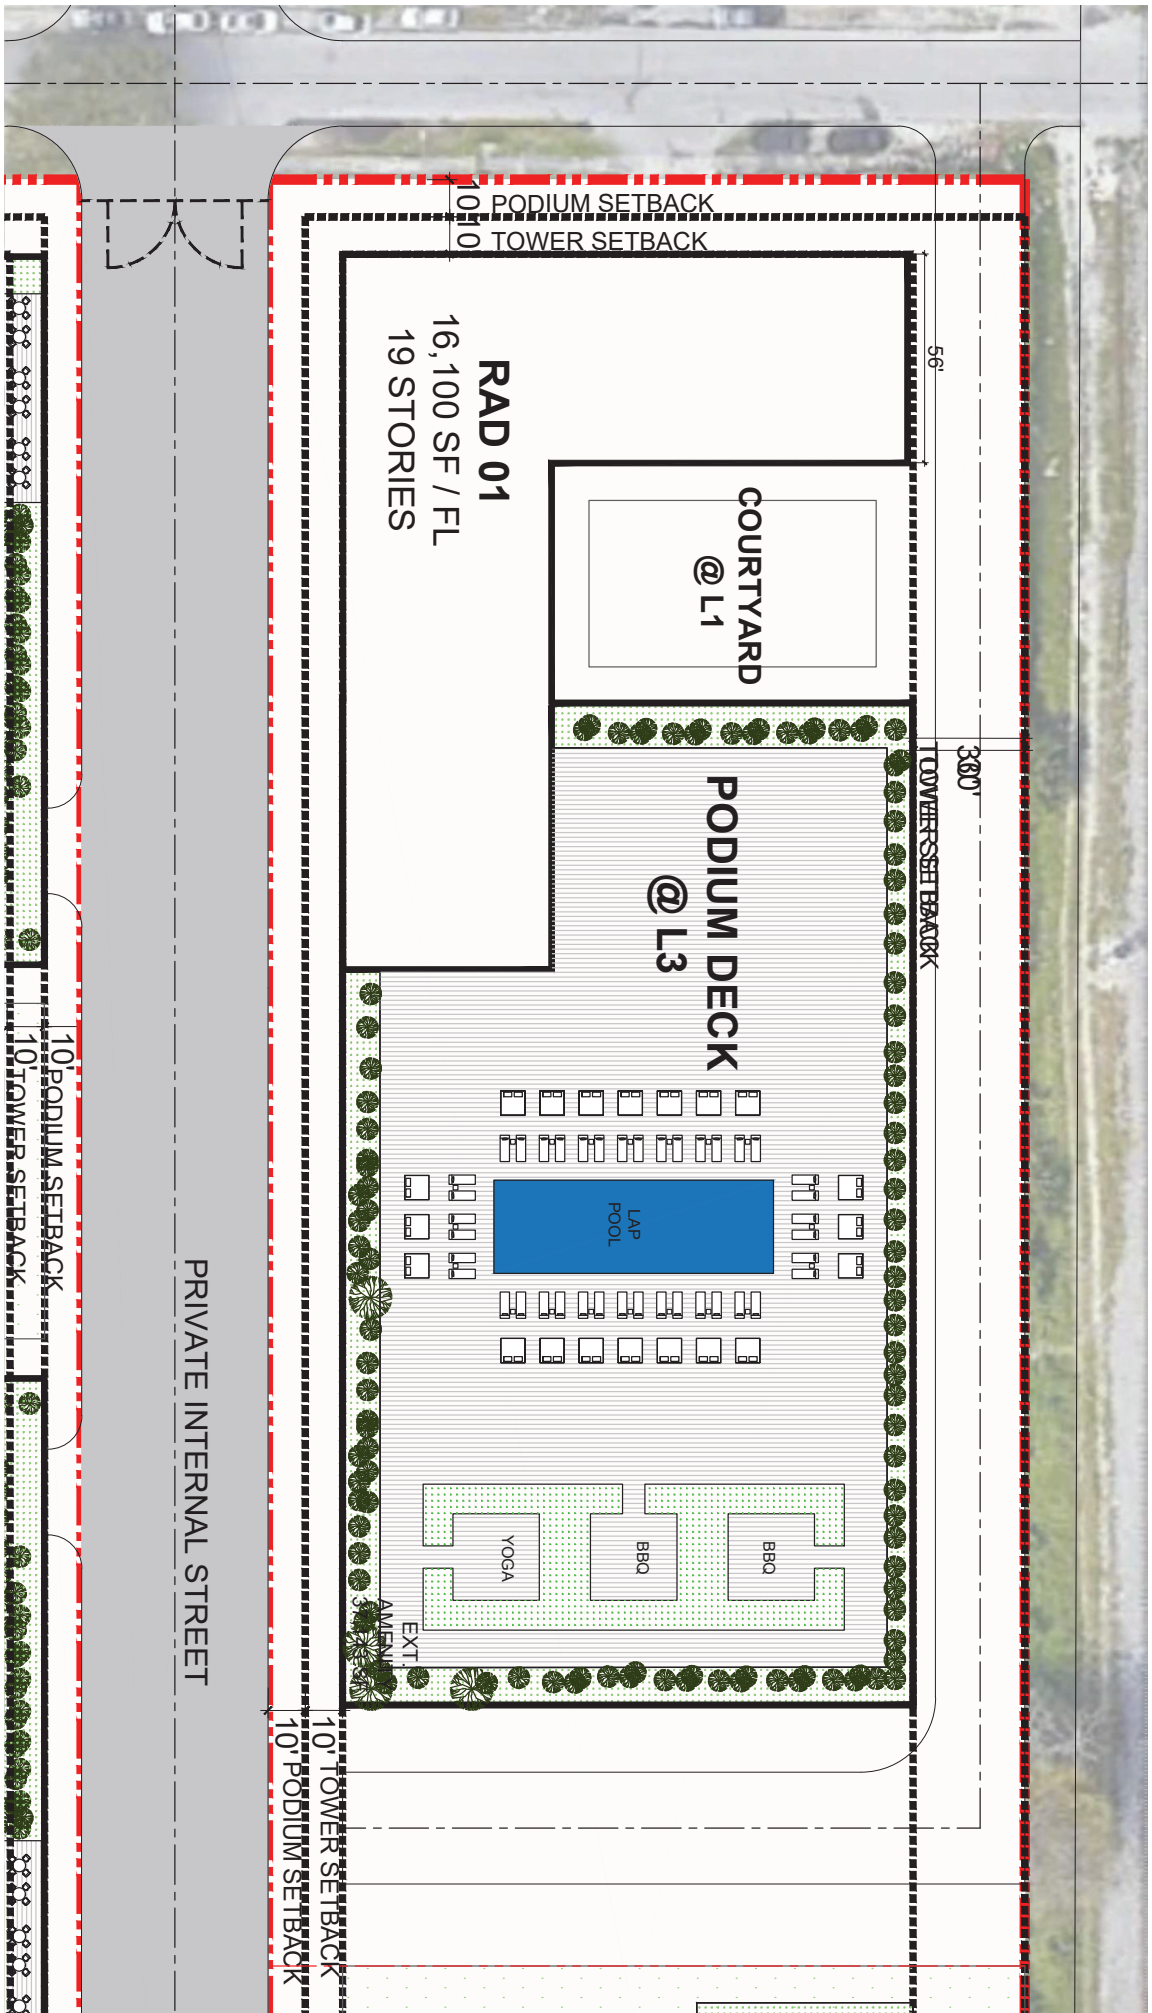 10'
PODIUM SETBACK
10'
TOWER SETBACK
56'
RAD 01
16,100 SF / FL
19 STORIES
COURTYARD
@ L1
PODIUM DECK
@ L3
LAP
POOL
YOGA
BBQ
BBQ
EXT.
10' PODIUM SETBACK
10' TOWER SETBACK
PRIVATE INTERNAL STREET
10' TOWER SETBACK
10' PODIUM SETBACK